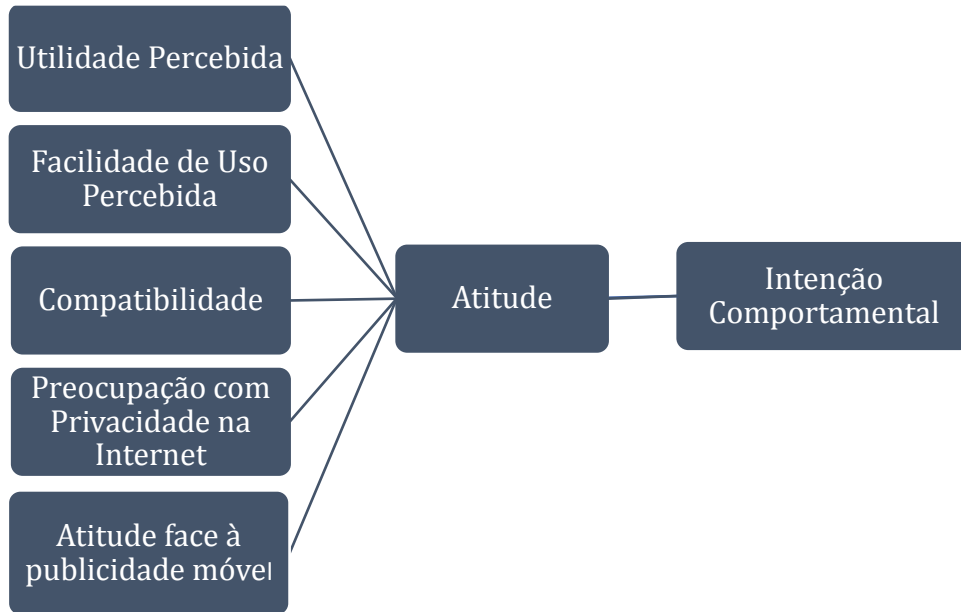 Utilidade Percebida
Facilidade de Uso
Percebida
Compatibilidade
Preocupação com
Privacidade na
Internet
Atitude face à
publicidade móvel
Atitude
Intenção
Comportamental